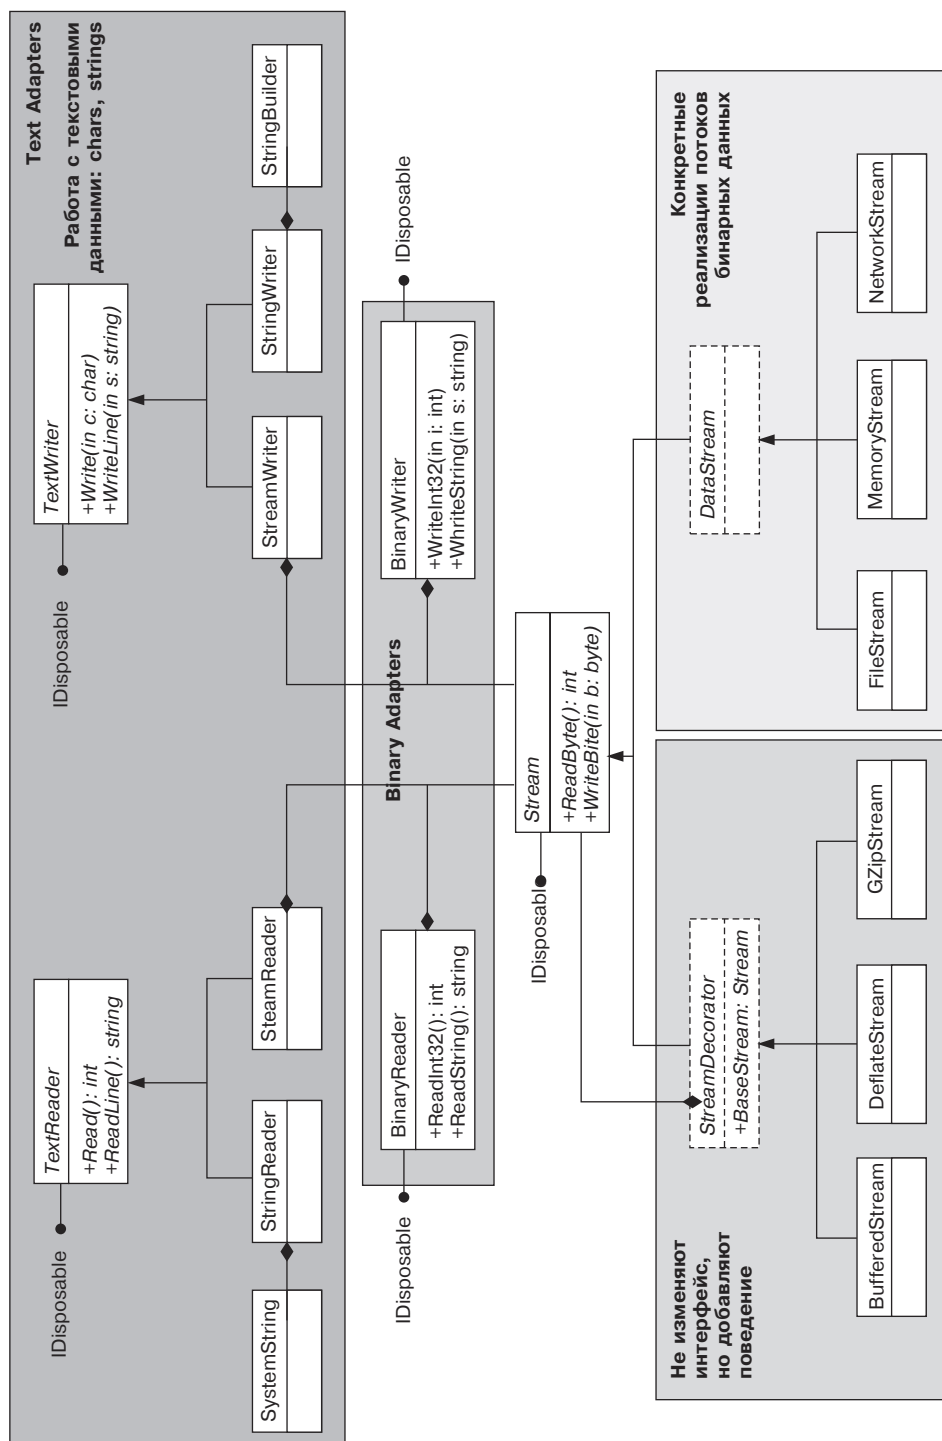 Text Adapters
Работа с текстовыми
данными: chars, strings
TextReader
+Read(): int
+ReadLine(): string
IDisposable
TextWriter
+Write(in c: char)
+WriteLine(in s: string)
IDisposable
SystemString
StringReader
SteamReader
StreamWriter
StringWriter
StringBuilder
Binary Adapters
IDisposable
BinaryReader
+ReadInt32(): int
+ReadString(): string
BinaryWriter
+WriteInt32(in i: int)
+WhriteString(in s: string)
IDisposable
IDisposable
Stream
+ReadByte(): int
+WriteBite(in b: byte)
Не изменяют
интерфейс,
но добавляют
поведение
StreamDecorator
+BaseStream: Stream
BufferedStream
DeflateStream
GZipStream
Конкретные
реализации потоков
бинарных данных
DataStream
FileStream
MemoryStream
NetworkStream